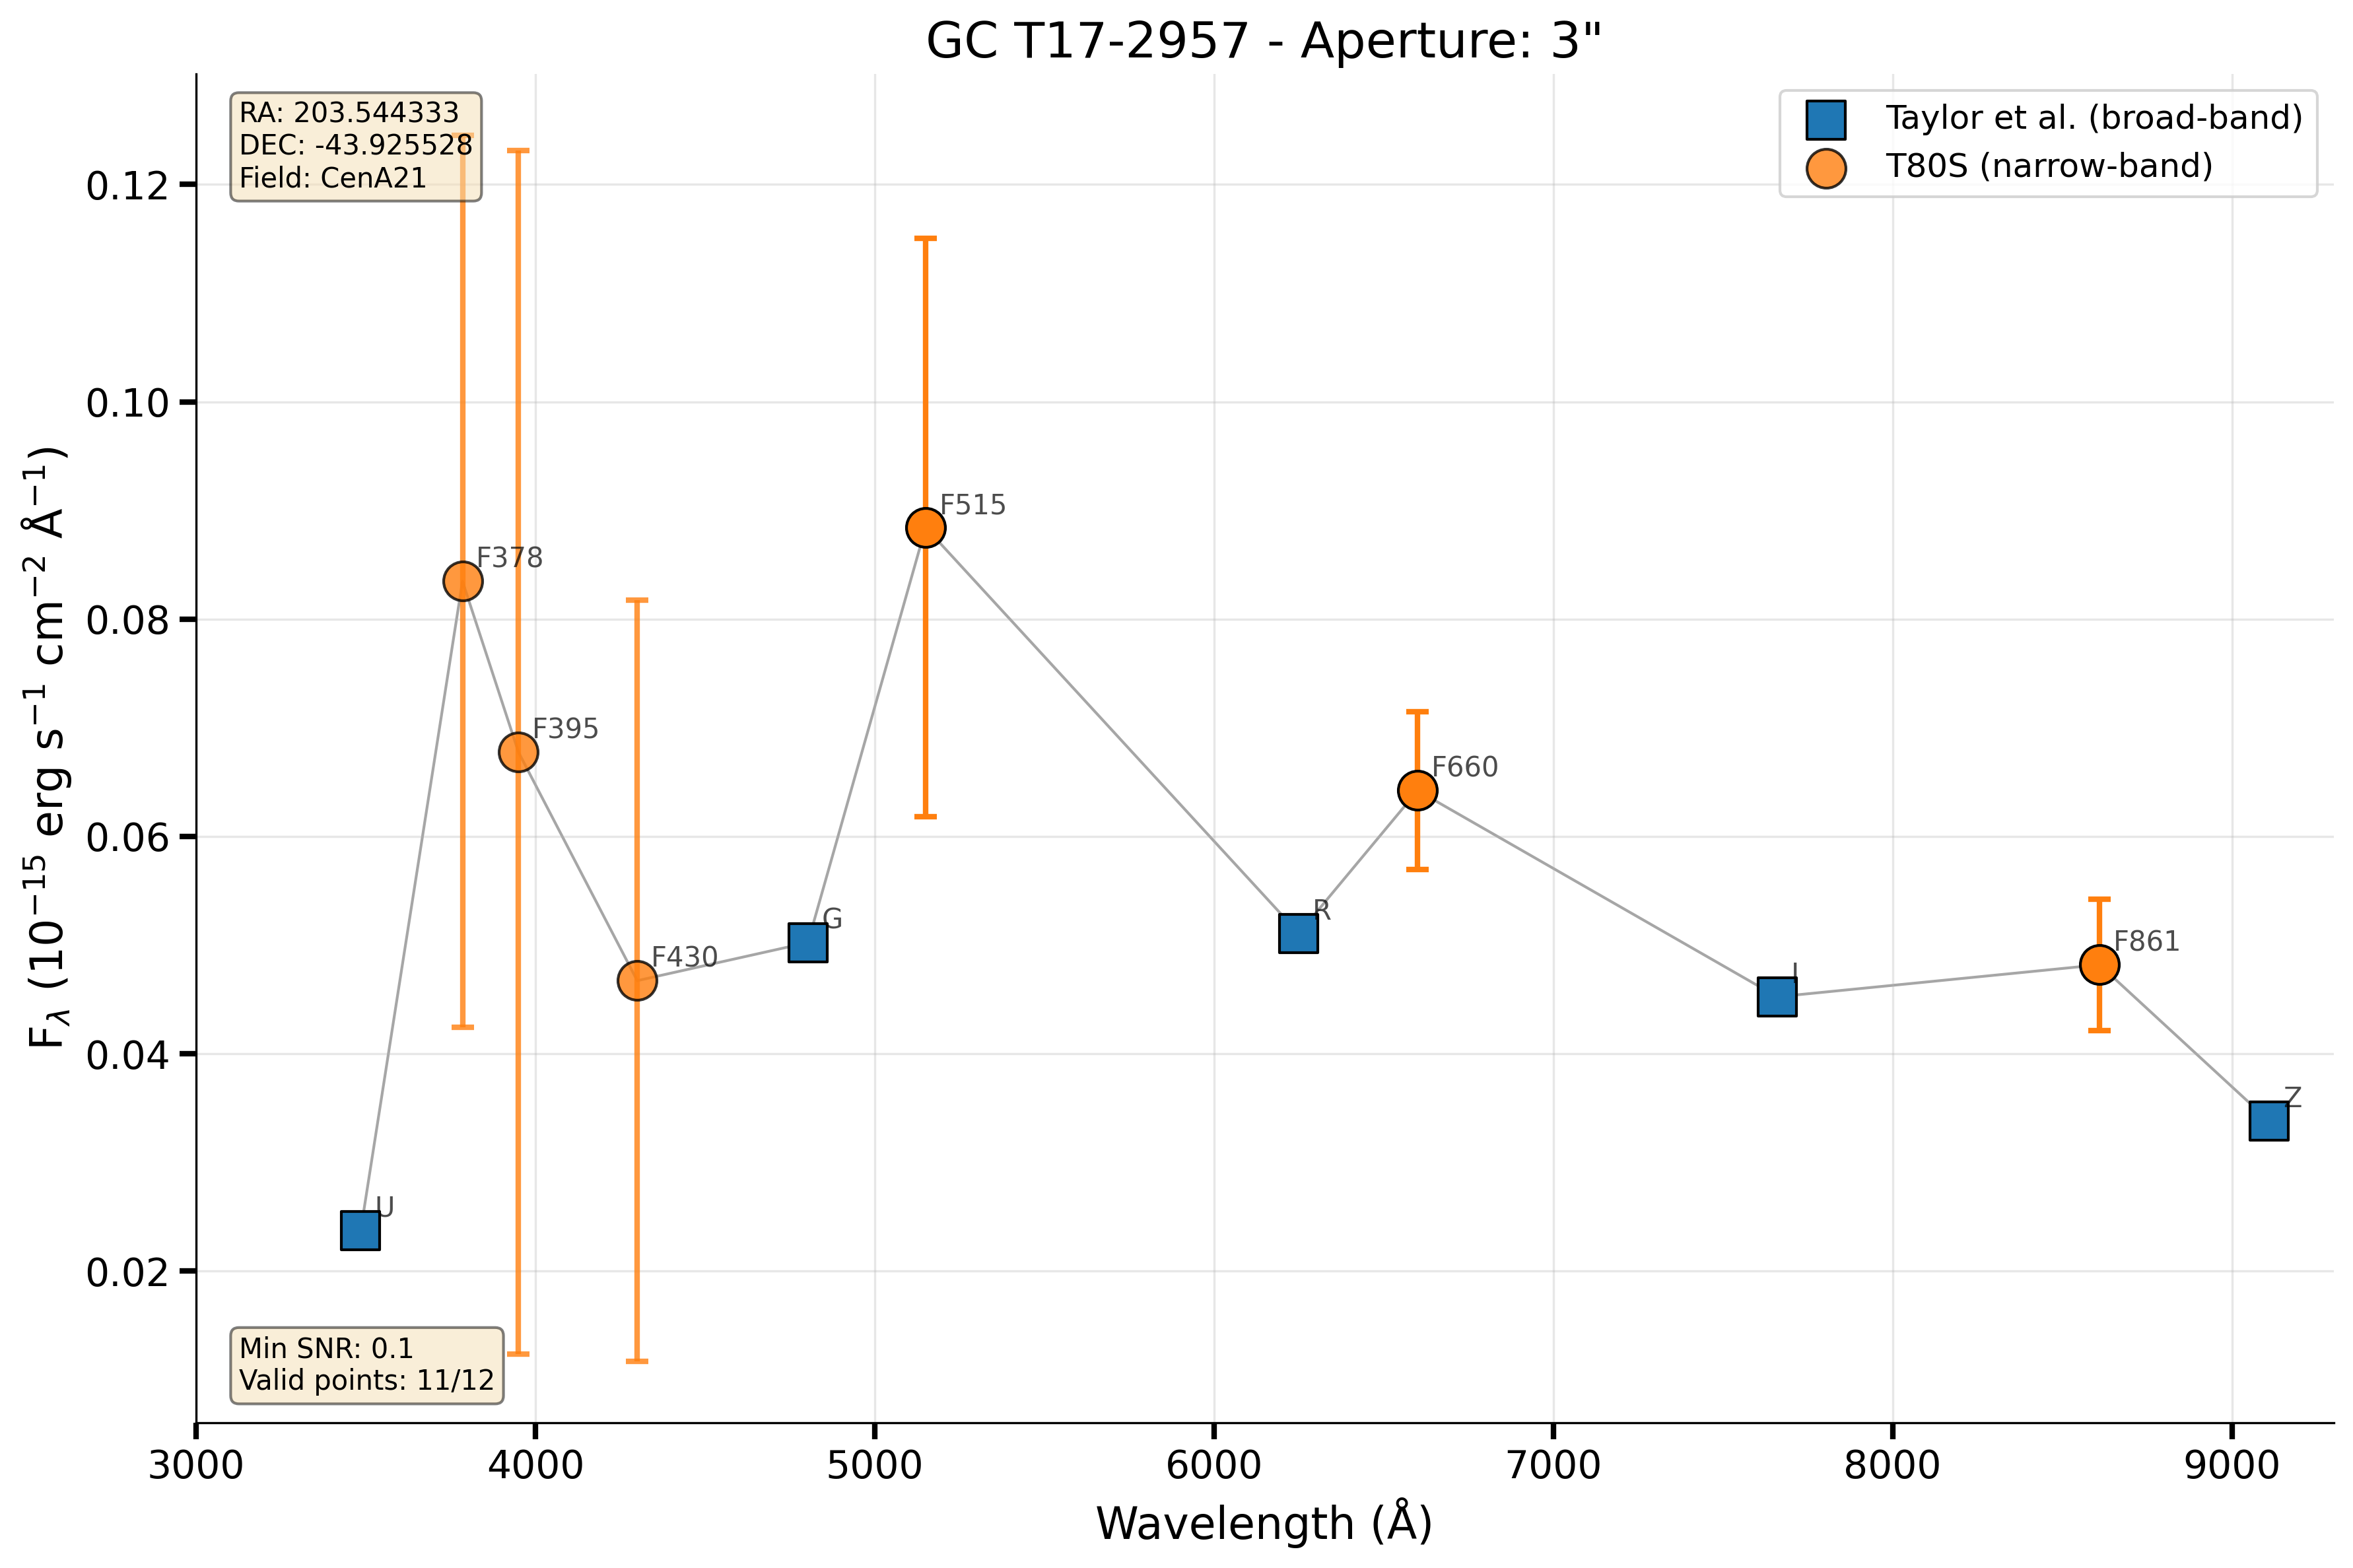 GC T17-2957 - Aperture: 3"
RA: 203.544333
DEC: -43.925528
Field: CenA21
Taylor et al. (broad-band)
T80S (narrow-band)
0.12
0.10
0.08
0.06
0.04
0.02
F_λ (10⁻¹⁵ erg s⁻¹ cm⁻² Å⁻¹)
U
F378
F395
F430
G
F515
R
F660
I
F861
Z
Min SNR: 0.1
Valid points: 11/12
3000
4000
5000
6000
7000
8000
9000
Wavelength (Å)